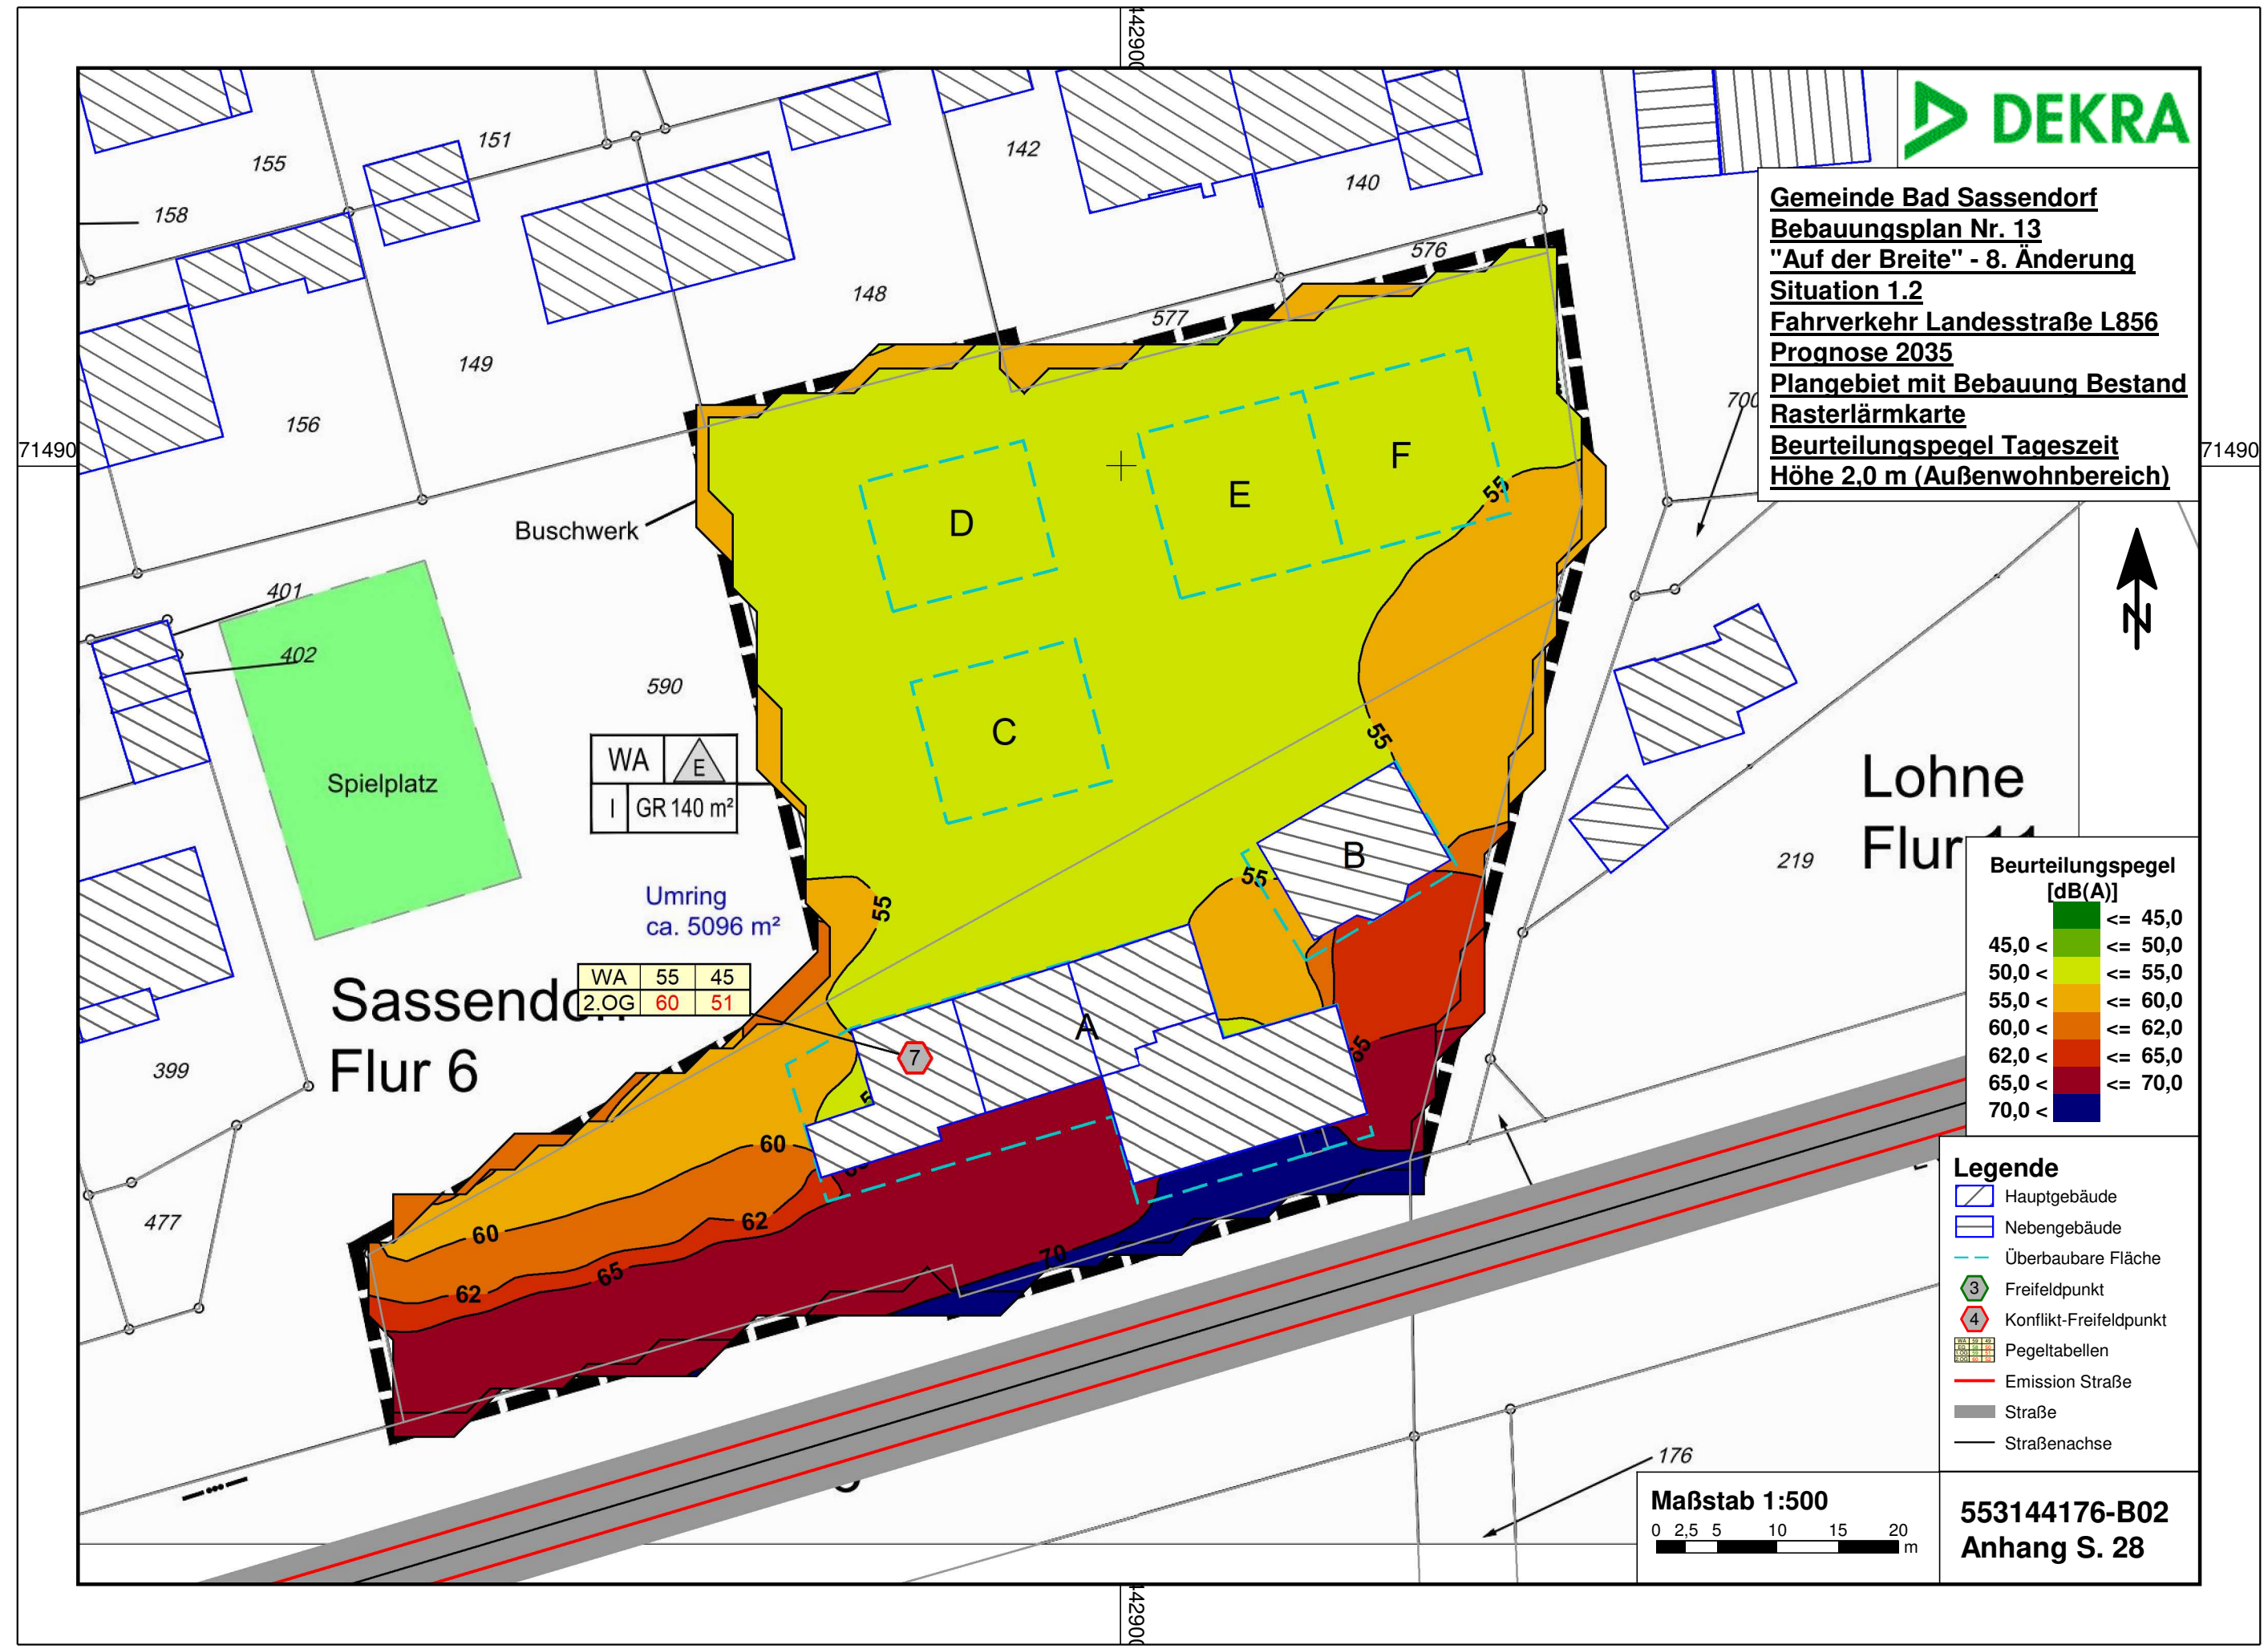 42900
DEKRA
Gemeinde Bad Sassendorf
Bebauungsplan Nr. 13
"Auf der Breite" - 8. Änderung
Situation 1.2
Fahrverkehr Landesstraße L856
Prognose 2035
Plangebiet mit Bebauung Bestand
Rasterlärmkarte
Beurteilungspegel Tageszeit
Höhe 2,0 m (Außenwohnbereich)
155
151
142
140
158
576
577
148
149
156
700
71490
71490
Buschwerk
D
E
F
55
401
402
590
C
55
WA E
I GR 140 m²
Spielplatz
Umring
ca. 5096 m²
55
55
B
N
Lohne
Flur 11
219
WA 55 45
2.OG 60 51
Sassendorf
Flur 6
A
7
65
399
477
60
60
62
62
65
70
176
Beurteilungspegel
[dB(A)]
<= 45,0
45,0 < <= 50,0
50,0 < <= 55,0
55,0 < <= 60,0
60,0 < <= 62,0
62,0 < <= 65,0
65,0 < <= 70,0
70,0 <
Legende
Hauptgebäude
Nebengebäude
Überbaubare Fläche
3 Freifeldpunkt
4 Konflikt-Freifeldpunkt
Pegeltabellen
Emission Straße
Straße
Straßenachse
Maßstab 1:500
0 2,5 5 10 15 20
m
553144176-B02
Anhang S. 28
42900